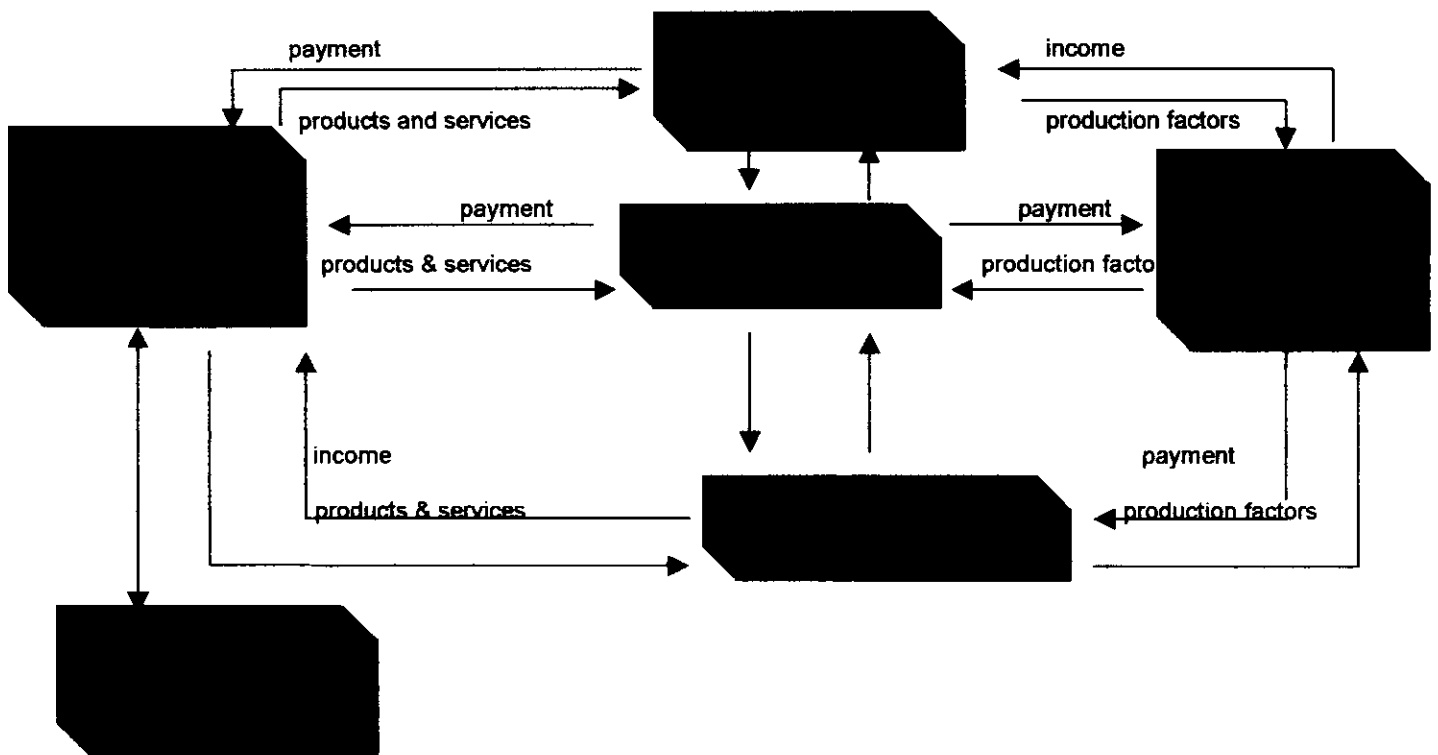 payment
income
products and services
production factors
payment
payment
products & services
production facto
income
payment
products & services
production factors